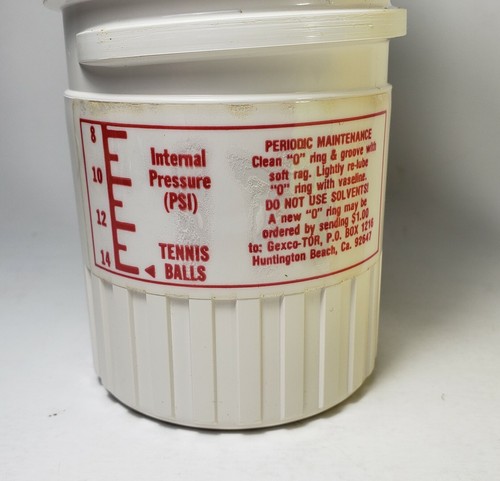 8
10
12
14
Internal
Pressure
(PSI)
TENNIS
BALLS
PERIODIC MAINTENANCE
Clean "O" ring & groove with
soft rag. Lightly re-lube
"O" ring with vaseline.
DO NOT USE SOLVENTS!
A new "O" ring may be
ordered by sending $1.00
to: Gexco-TOR, P.O. BOX 1216
Huntington Beach, Ca. 92647